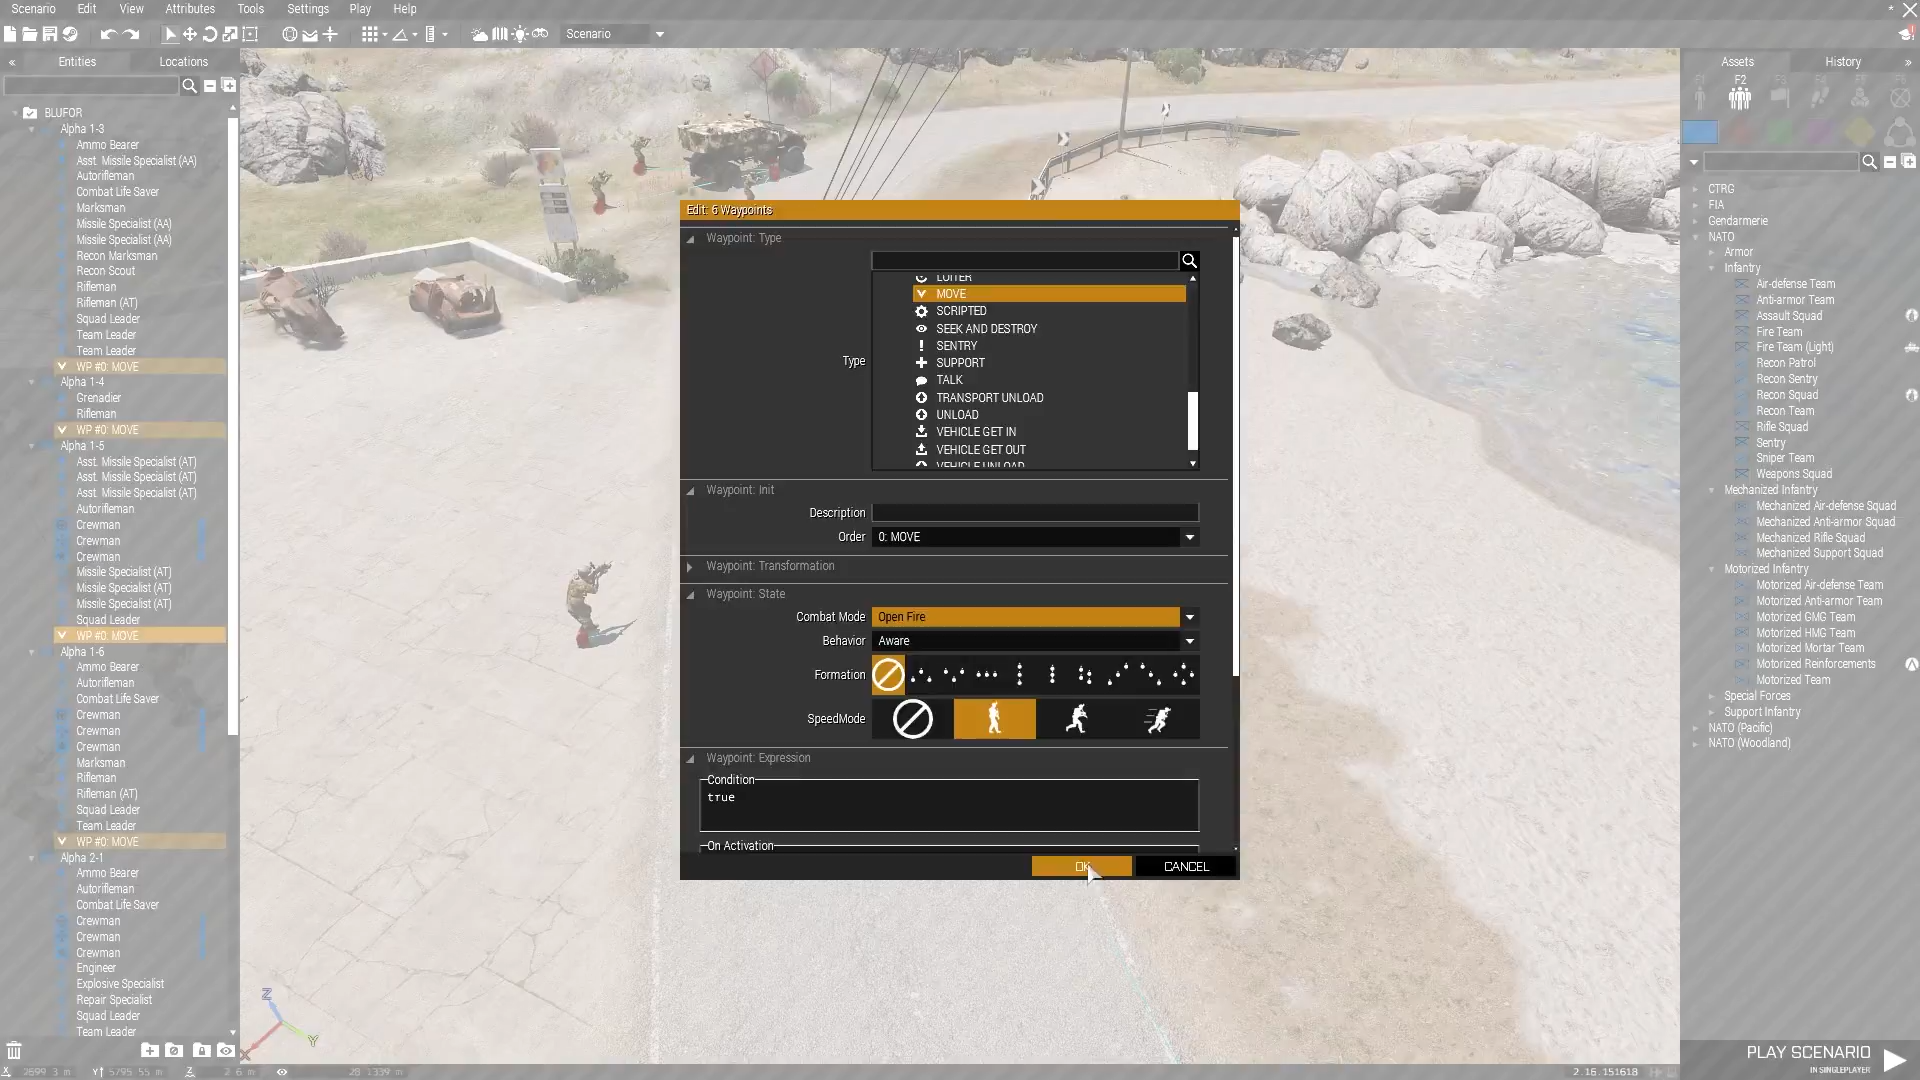 Scenario Edit View Attributes Tools Settings Play Help
Scenario
Entities Locations
BLUFOR
Alpha 1-3
Ammo Bearer
Asst. Missile Specialist (AA)
Autorifleman
Combat Life Saver
Marksman
Missile Specialist (AA)
Missile Specialist (AA)
Recon Marksman
Recon Scout
Rifleman
Rifleman (AT)
Squad Leader
Team Leader
Team Leader
WP #0: MOVE
Alpha 1-4
Grenadier
Rifleman
WP #0: MOVE
Alpha 1-5
Asst. Missile Specialist (AT)
Asst. Missile Specialist (AT)
Asst. Missile Specialist (AT)
Autorifleman
Crewman
Crewman
Crewman
Missile Specialist (AT)
Missile Specialist (AT)
Missile Specialist (AT)
Squad Leader
WP #0: MOVE
Alpha 1-6
Ammo Bearer
Autorifleman
Combat Life Saver
Crewman
Crewman
Crewman
Marksman
Rifleman
Rifleman (AT)
Squad Leader
Team Leader
WP #0: MOVE
Alpha 2-1
Ammo Bearer
Autorifleman
Combat Life Saver
Crewman
Crewman
Crewman
Engineer
Explosive Specialist
Repair Specialist
Squad Leader
Team Leader
Edit: 6 Waypoints
Waypoint: Type
Type
LOITER
MOVE
SCRIPTED
SEEK AND DESTROY
SENTRY
SUPPORT
TALK
TRANSPORT UNLOAD
UNLOAD
VEHICLE GET IN
VEHICLE GET OUT
VEHICLE UNLOAD
Waypoint: Init
Description
Order 0: MOVE
Waypoint: Transformation
Waypoint: State
Combat Mode Open Fire
Behavior Aware
Formation
SpeedMode
Waypoint: Expression
Condition
true
On Activation
OK CANCEL
Assets History
F1 F2 F3 F4 F5 F6
CTRG
FIA
Gendarmerie
NATO
Armor
Infantry
Air-defense Team
Anti-armor Team
Assault Squad
Fire Team
Fire Team (Light)
Recon Patrol
Recon Sentry
Recon Squad
Recon Team
Rifle Squad
Sentry
Sniper Team
Weapons Squad
Mechanized Infantry
Mechanized Air-defense Squad
Mechanized Anti-armor Squad
Mechanized Rifle Squad
Mechanized Support Squad
Motorized Infantry
Motorized Air-defense Team
Motorized Anti-armor Team
Motorized GMG Team
Motorized HMG Team
Motorized Mortar Team
Motorized Reinforcements
Motorized Team
Special Forces
Support Infantry
NATO (Pacific)
NATO (Woodland)
PLAY SCENARIO
IN SINGLEPLAYER
Z
Y
X
2.16.151618